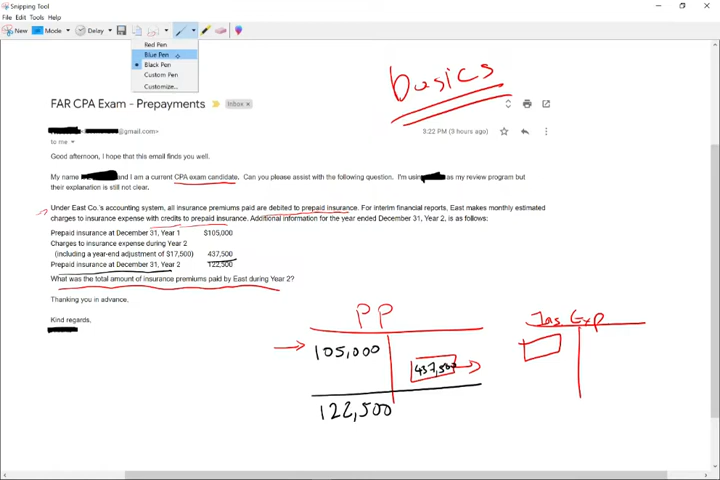 Snipping Tool
File Edit Tools Help
New Mode Delay
Red Pen
Blue Pen
Black Pen
Custom Pen
Customize...
basics
FAR CPA Exam - Prepayments Inbox ×
@gmail.com
to me
3:22 PM (3 hours ago)
Good afternoon, I hope that this email finds you well.
My name and I am a current CPA exam candidate. Can you please assist with the following question. I'm using as my review program but
their explanation is still not clear.
Under East Co.'s accounting system, all insurance premiums paid are debited to prepaid insurance. For interim financial reports, East makes monthly estimated
charges to insurance expense with credits to prepaid insurance. Additional information for the year ended December 31, Year 2, is as follows:
Prepaid insurance at December 31, Year 1 $105,000
Charges to insurance expense during Year 2
(including a year-end adjustment of $17,500) 437,500
Prepaid insurance at December 31, Year 2 122,500
What was the total amount of insurance premiums paid by East during Year 2?
Thanking you in advance.
Kind regards,
PP
Ins Exp
105,000
437,500
122,500